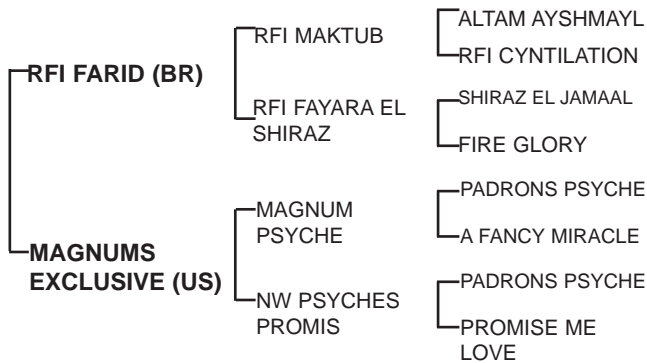 ALTAM AYSHMAYL
RFI MAKTUB
RFI CYNTILATION
RFI FARID (BR)
SHIRAZ EL JAMAAL
RFI FAYARA EL
SHIRAZ
FIRE GLORY
PADRONS PSYCHE
MAGNUM
PSYCHE
A FANCY MIRACLE
MAGNUMS
EXCLUSIVE (US)
PADRONS PSYCHE
NW PSYCHES
PROMIS
PROMISE ME
LOVE